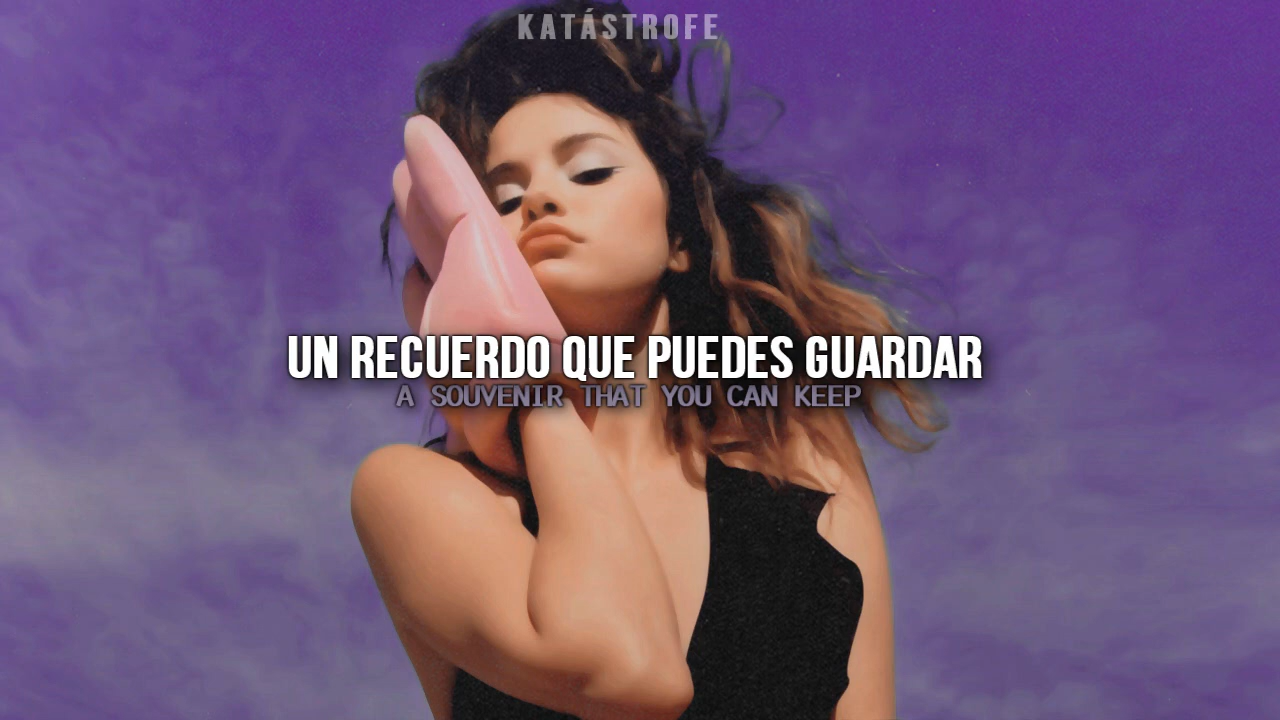 KATÁSTROFE
UN RECUERDO QUE PUEDES GUARDAR
A SOUVENIR THAT YOU CAN KEEP